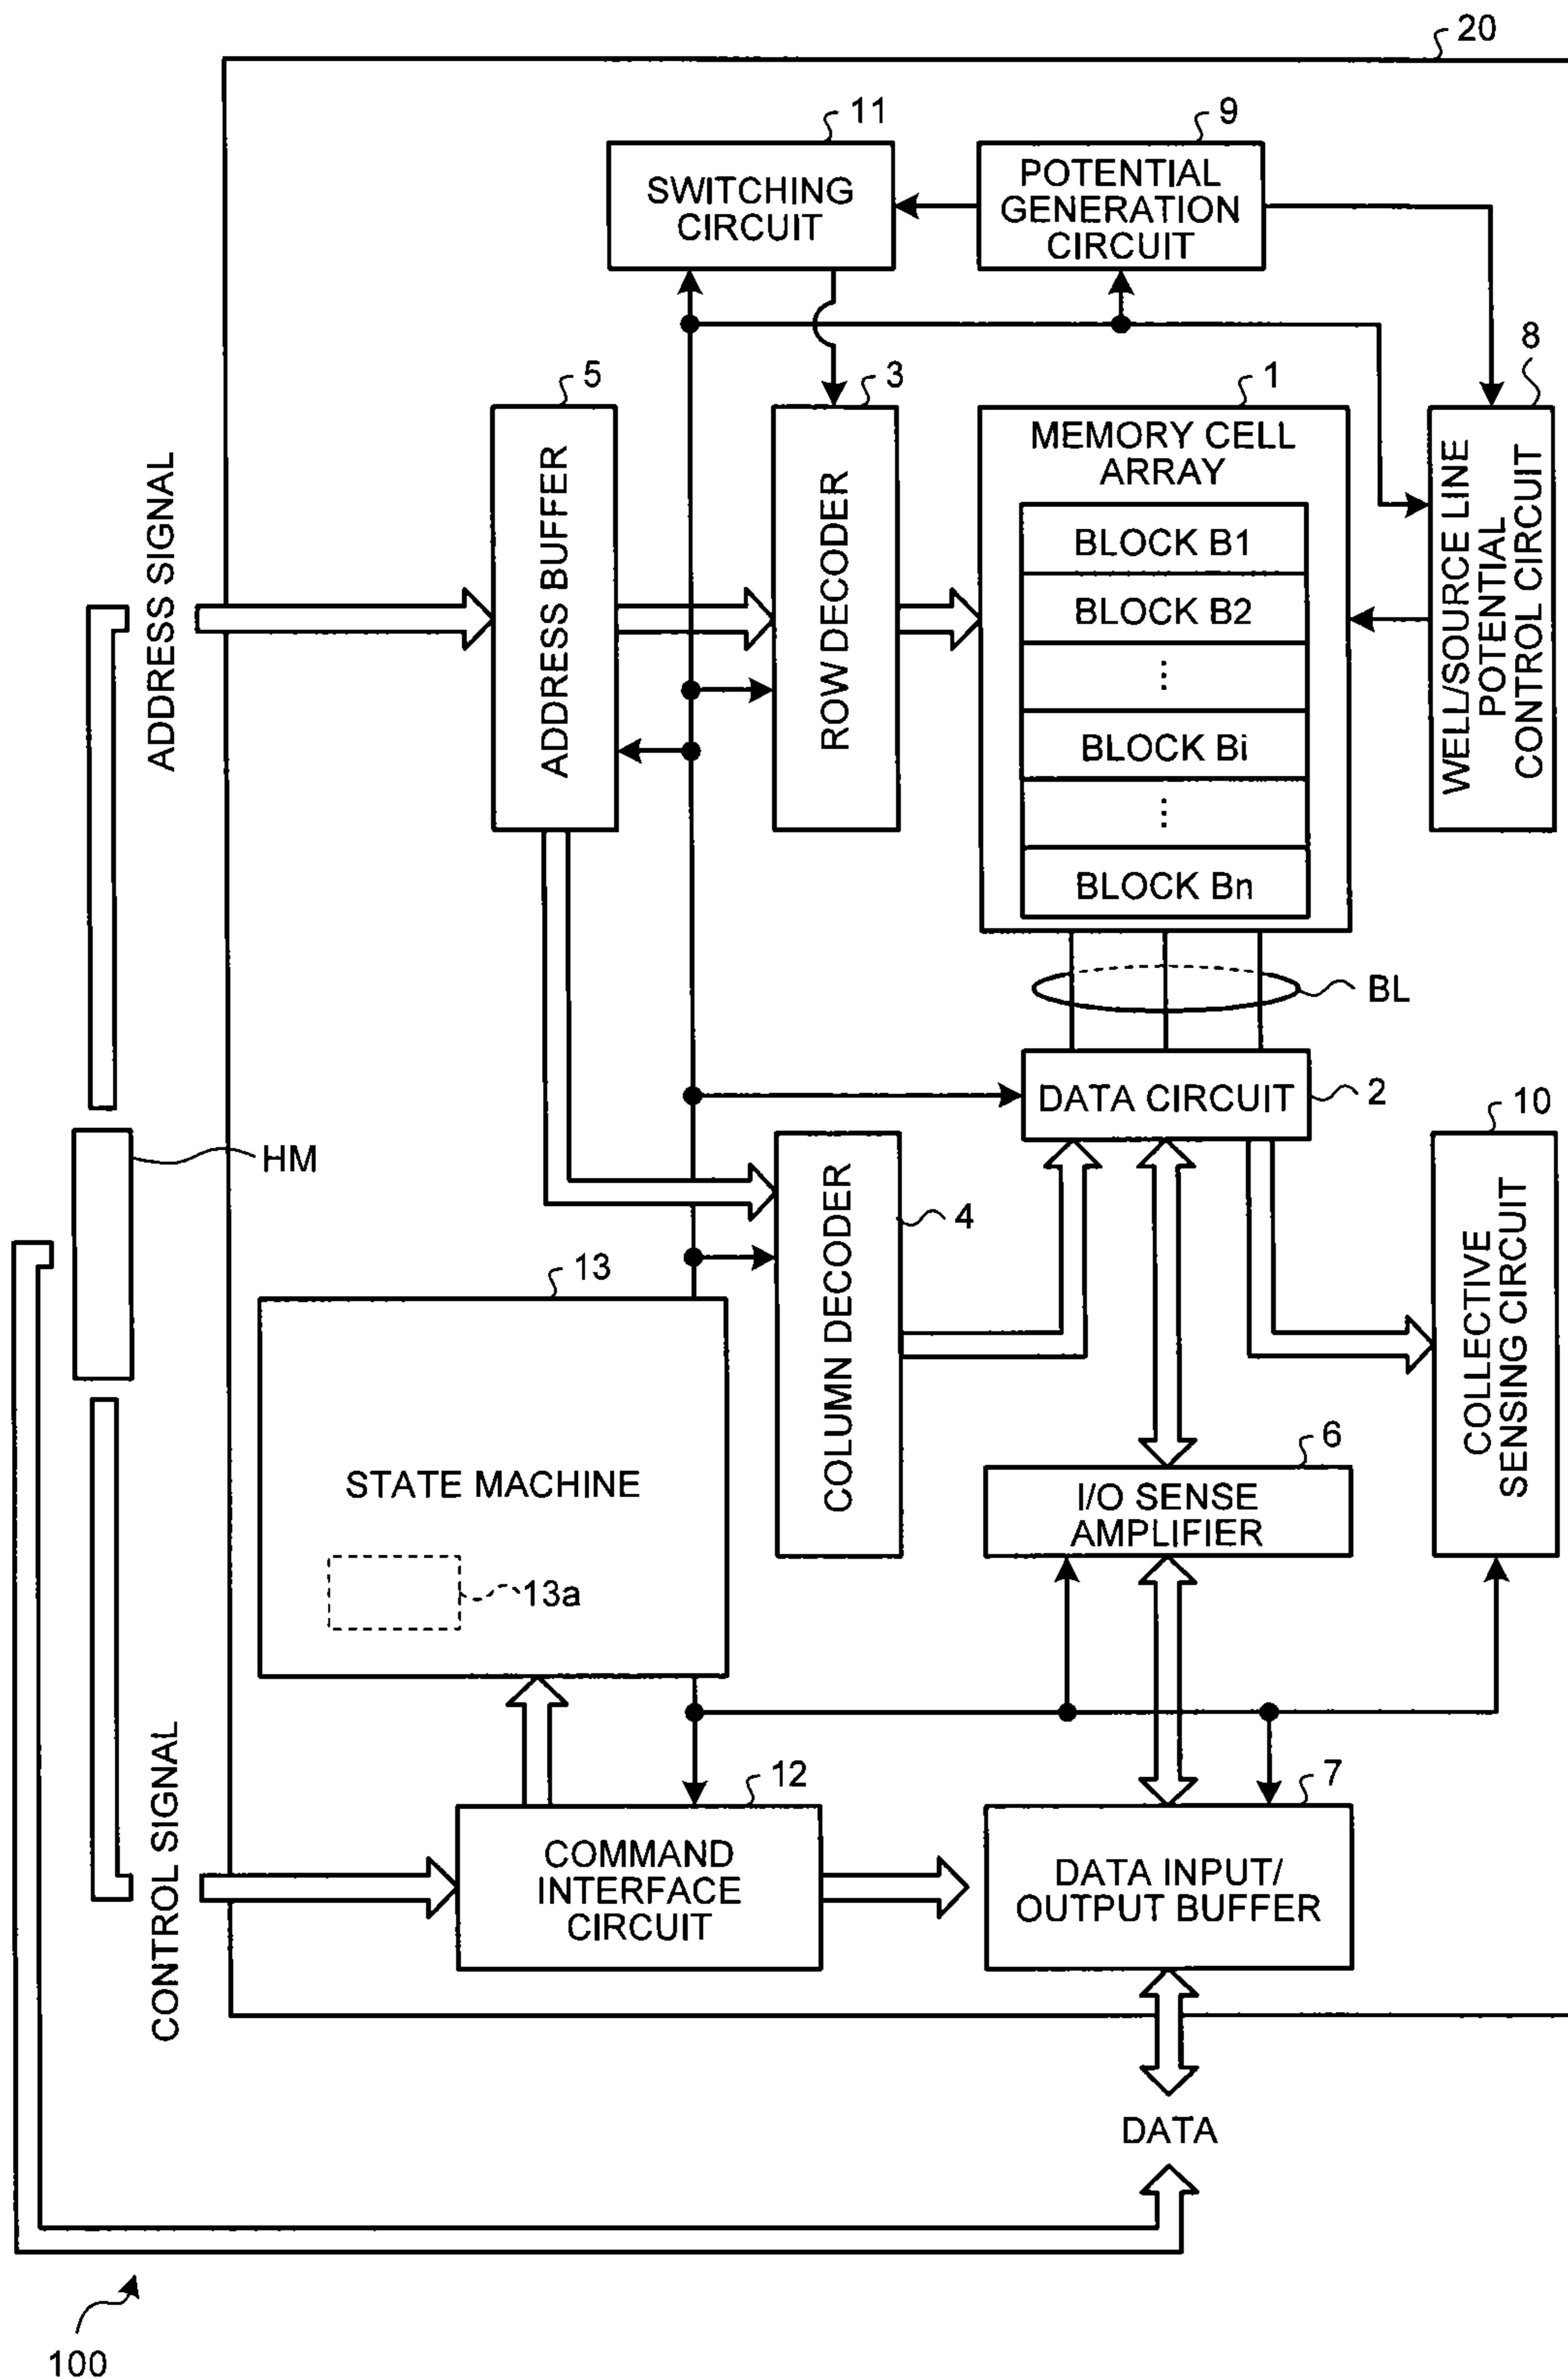 20
11
SWITCHING
CIRCUIT
9
POTENTIAL
GENERATION
CIRCUIT
8
WELL/SOURCE LINE
POTENTIAL
CONTROL CIRCUIT
5
ADDRESS BUFFER
3
ROW DECODER
1
MEMORY CELL
ARRAY
BLOCK B1
BLOCK B2
⋮
BLOCK Bi
⋮
BLOCK Bn
ADDRESS SIGNAL
BL
DATA CIRCUIT
2
10
COLLECTIVE
SENSING CIRCUIT
HM
COLUMN DECODER
4
13
STATE MACHINE
13a
6
I/O SENSE
AMPLIFIER
CONTROL SIGNAL
12
COMMAND
INTERFACE
CIRCUIT
7
DATA INPUT/
OUTPUT BUFFER
DATA
100